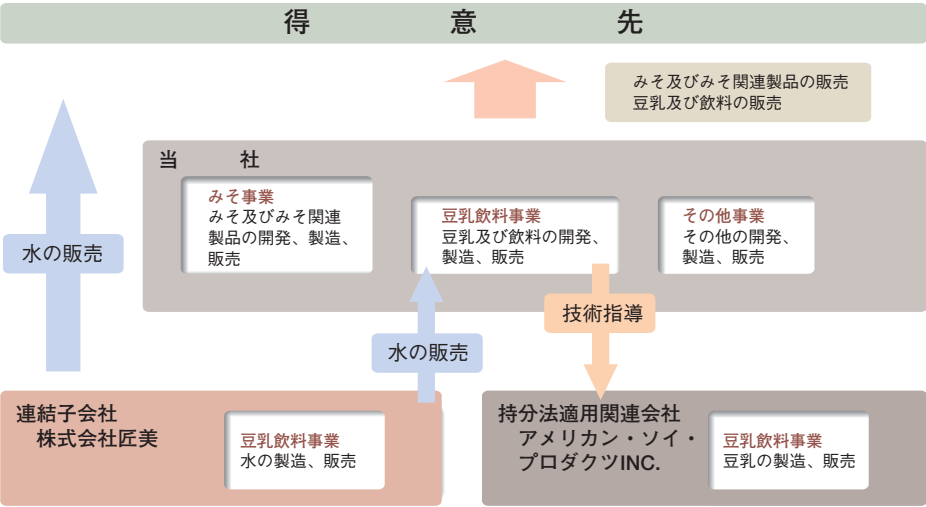 得意先
みそ及びみそ関連製品の販売
豆乳及び飲料の販売
当社
みそ事業
みそ及びみそ関連
製品の開発、製造、
販売
豆乳飲料事業
豆乳及び飲料の開発、
製造、販売
その他事業
その他の開発、
製造、販売
水の販売
技術指導
水の販売
連結子会社
株式会社匠美
豆乳飲料事業
水の製造、販売
持分法適用関連会社
アメリカン・ソイ・
プロダクツINC.
豆乳飲料事業
豆乳の製造、販売